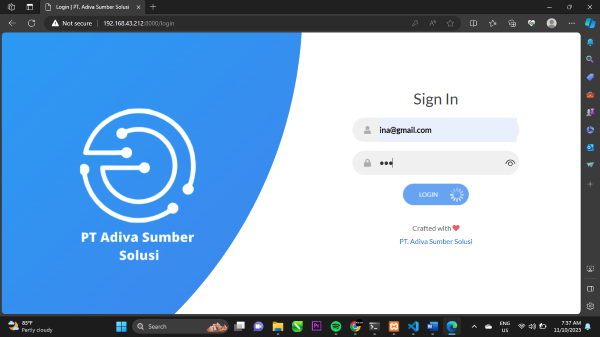 Login | PT. Adiva Sumber Solusi
Not secure
192.168.43.212:8000/login
Sign In
ina@gmail.com
LOGIN
Crafted with
PT. Adiva Sumber Solusi
PT Adiva Sumber
Solusi
85°F
Partly cloudy
Search
ENG
US
7:37 AM
11/10/2023